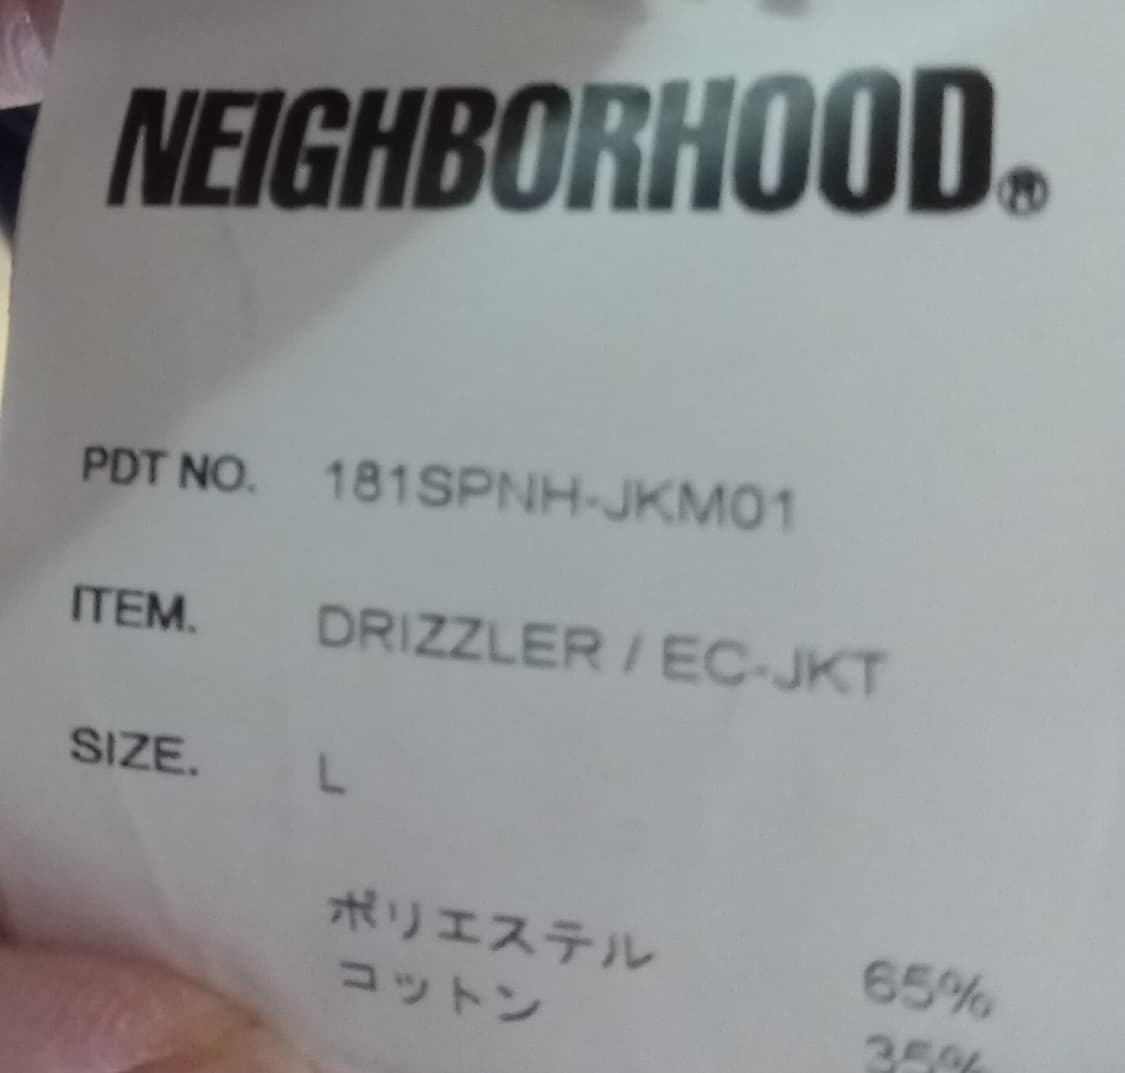 NEIGHBORHOOD®
PDT NO. 181SPNH-JKM01
ITEM. DRIZZLER / EC-JKT
SIZE. L
ポリエステル 65%
コットン 35%